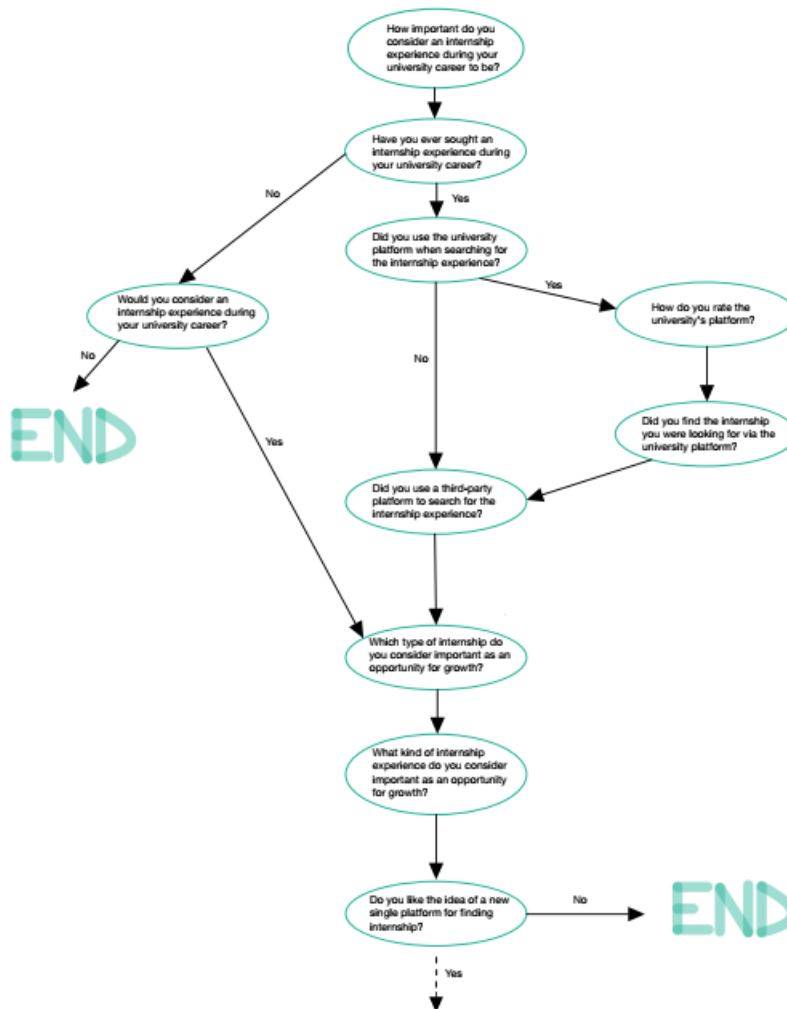 How important do you
consider an internship
experience during your
university career to be?
Have you ever sought an
internship experience during
your university career?
No
Yes
Did you use the university
platform when searching for
the internship experience?
Yes
Would you consider an
internship experience during
your university career?
How do you rate the
university's platform?
No
No
END
Yes
Did you find the internship
you were looking for via the
university platform?
Did you use a third-party
platform to search for the
internship experience?
Which type of internship do
you consider important as an
opportunity for growth?
What kind of internship
experience do you consider
important as an opportunity
for growth?
Do you like the idea of a new
single platform for finding
internship?
No
END
Yes